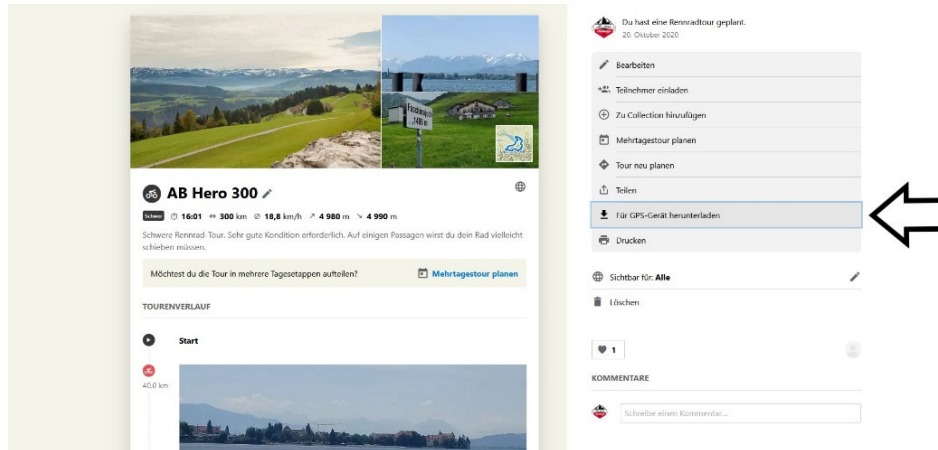 AB Hero 300
Schwer 16:01 300 km 18,8 km/h 4 980 m 4 990 m
Schwere Rennrad-Tour. Sehr gute Kondition erforderlich. Auf einigen Passagen wirst du dein Rad vielleicht
schieben müssen.
Möchtest du die Tour in mehrere Tagesetappen aufteilen? Mehrtagestour planen
TOURENVERLAUF
Start
40,0 km
Du hast eine Rennradtour geplant.
20. Oktober 2020
Bearbeiten
Teilnehmer einladen
Zu Collection hinzufügen
Mehrtagestour planen
Tour neu planen
Teilen
Für GPS-Gerät herunterladen
Drucken
Sichtbar für: Alle
Löschen
1
KOMMENTARE
Schreibe einen Kommentar...